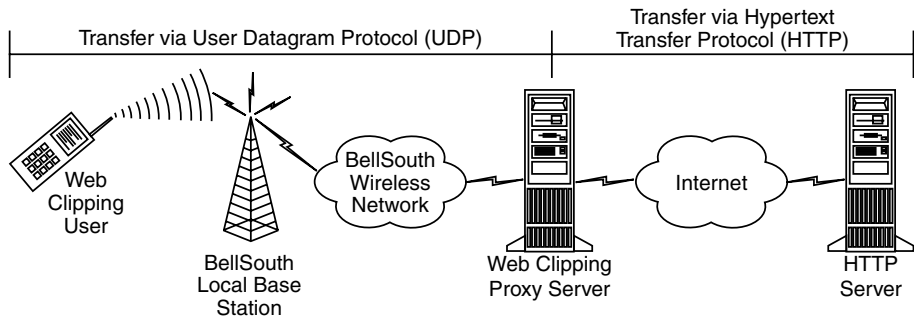 Transfer via User Datagram Protocol (UDP)
Transfer via Hypertext
Transfer Protocol (HTTP)
Web
Clipping
User
BellSouth
Local Base
Station
BellSouth
Wireless
Network
Web Clipping
Proxy Server
Internet
HTTP
Server